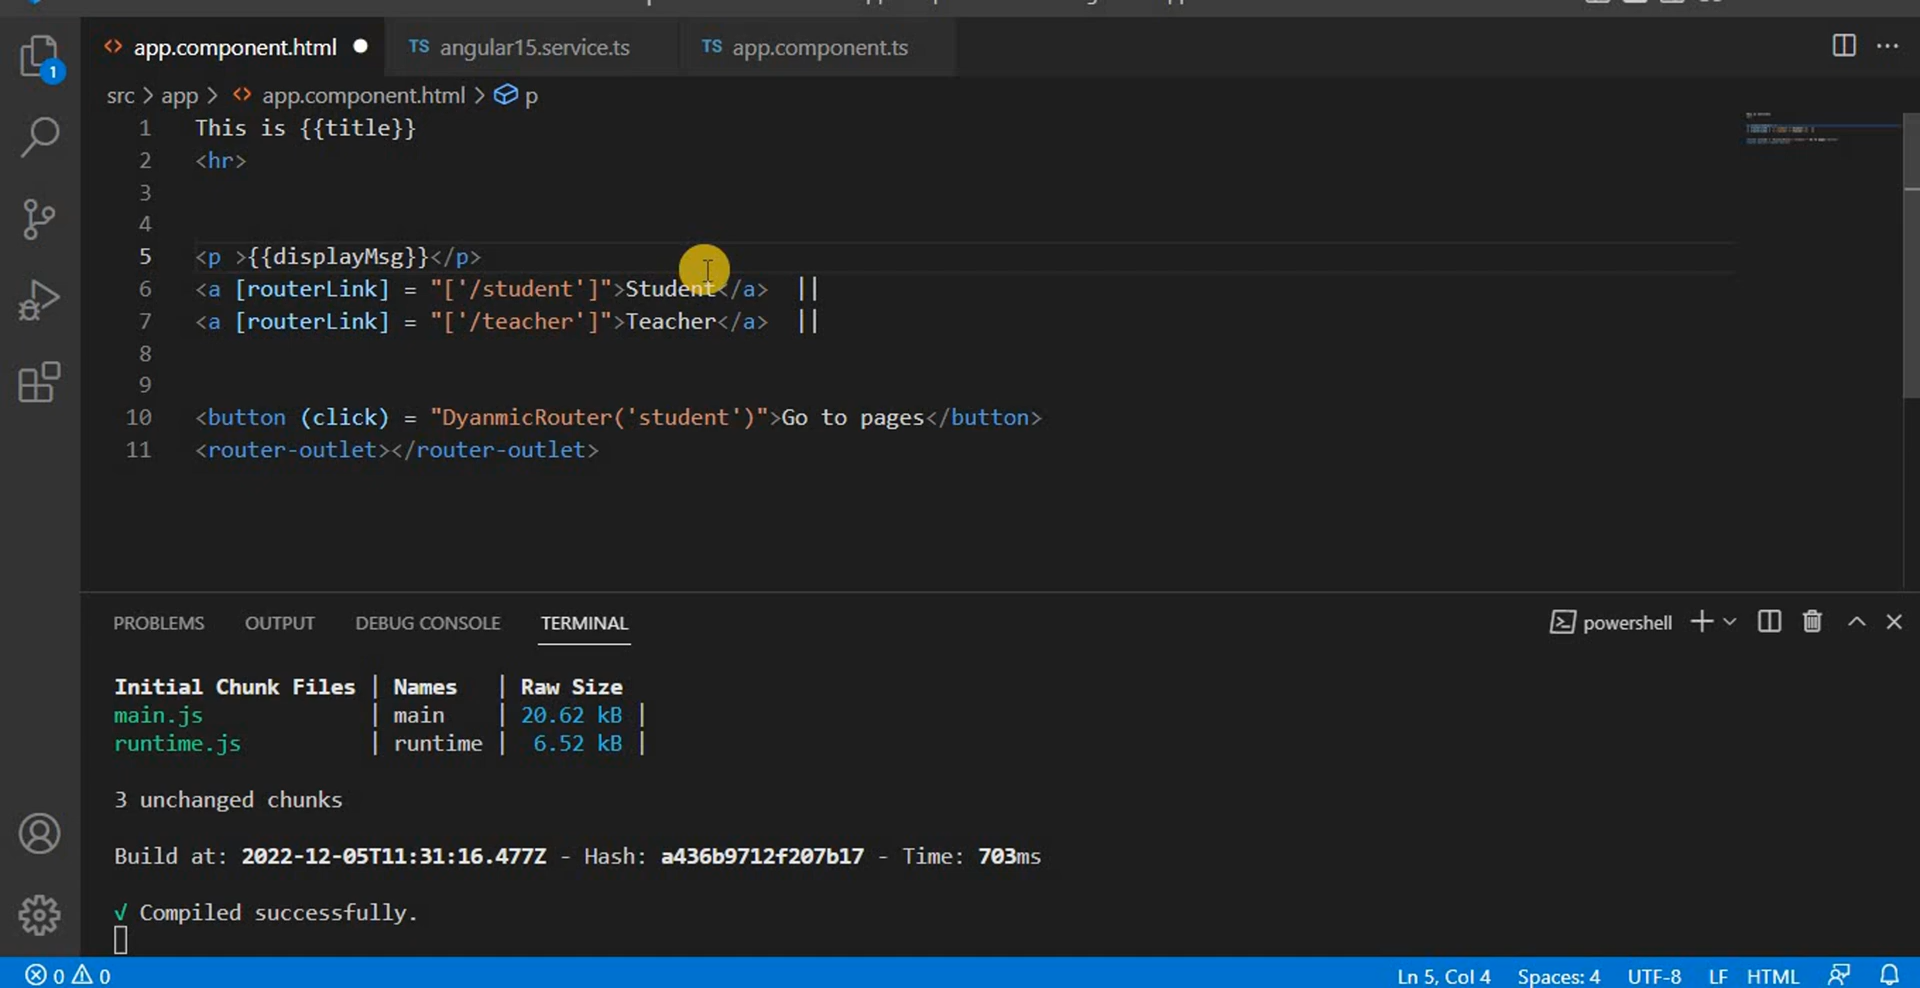 app.component.html
TS angular15.service.ts
TS app.component.ts
1
src > app > <> app.component.html > p
1 This is {{title}}
2 <hr>
3
4
5 <p >{{displayMsg}}</p>
6 <a [routerLink] = "['/student']">Student</a>  ||
7 <a [routerLink] = "['/teacher']">Teacher</a>  ||
8
9
10 <button (click) = "DyanmicRouter('student')">Go to pages</button>
11 <router-outlet></router-outlet>
PROBLEMS OUTPUT DEBUG CONSOLE TERMINAL
powershell
Initial Chunk Files | Names | Raw Size
main.js | main | 20.62 kB |
runtime.js | runtime | 6.52 kB |
3 unchanged chunks
Build at: 2022-12-05T11:31:16.477Z - Hash: a436b9712f207b17 - Time: 703ms
√ Compiled successfully.
0 0 Ln 5, Col 4 Spaces: 4 UTF-8 LF HTML